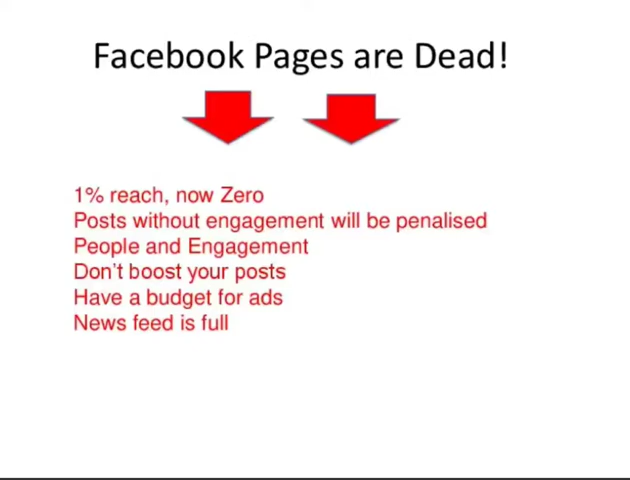 Facebook Pages are Dead!
1% reach, now Zero
Posts without engagement will be penalised
People and Engagement
Don't boost your posts
Have a budget for ads
News feed is full